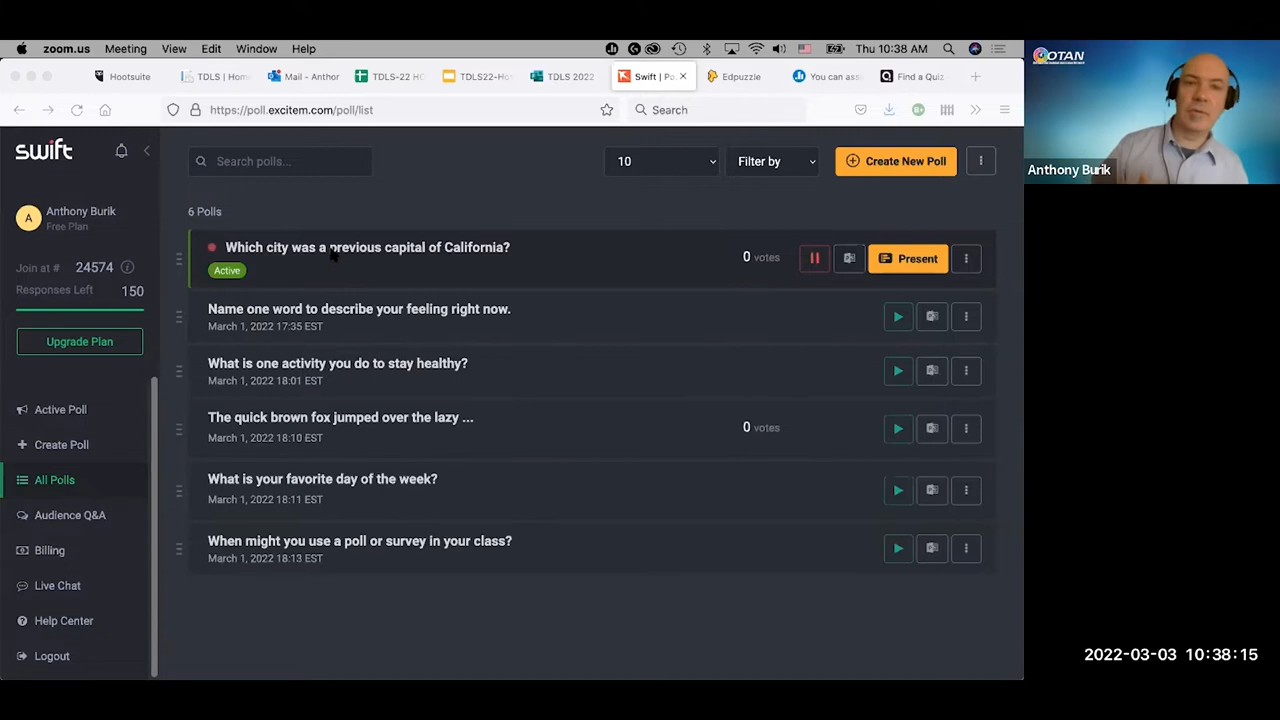 zoom.us Meeting View Edit Window Help Thu 10:38 AM
Hootsuite TDLS | Hom Mail - Anthor TDLS-22 HO TDLS22-Hov TDLS 2022 Swift | Po Edpuzzle You can ass Find a Quiz
https://poll.excitem.com/poll/list Search
OTAN
Anthony Burik
swift
Search polls...
10
Filter by
Create New Poll
Anthony Burik
Free Plan
Join at # 24574
Responses Left 150
Upgrade Plan
Active Poll
Create Poll
All Polls
Audience Q&A
Billing
Live Chat
Help Center
Logout
6 Polls
Which city was a previous capital of California?
Active
0 votes
Present
Name one word to describe your feeling right now.
March 1, 2022 17:35 EST
What is one activity you do to stay healthy?
March 1, 2022 18:01 EST
The quick brown fox jumped over the lazy ...
March 1, 2022 18:10 EST
0 votes
What is your favorite day of the week?
March 1, 2022 18:11 EST
When might you use a poll or survey in your class?
March 1, 2022 18:13 EST
2022-03-03 10:38:15